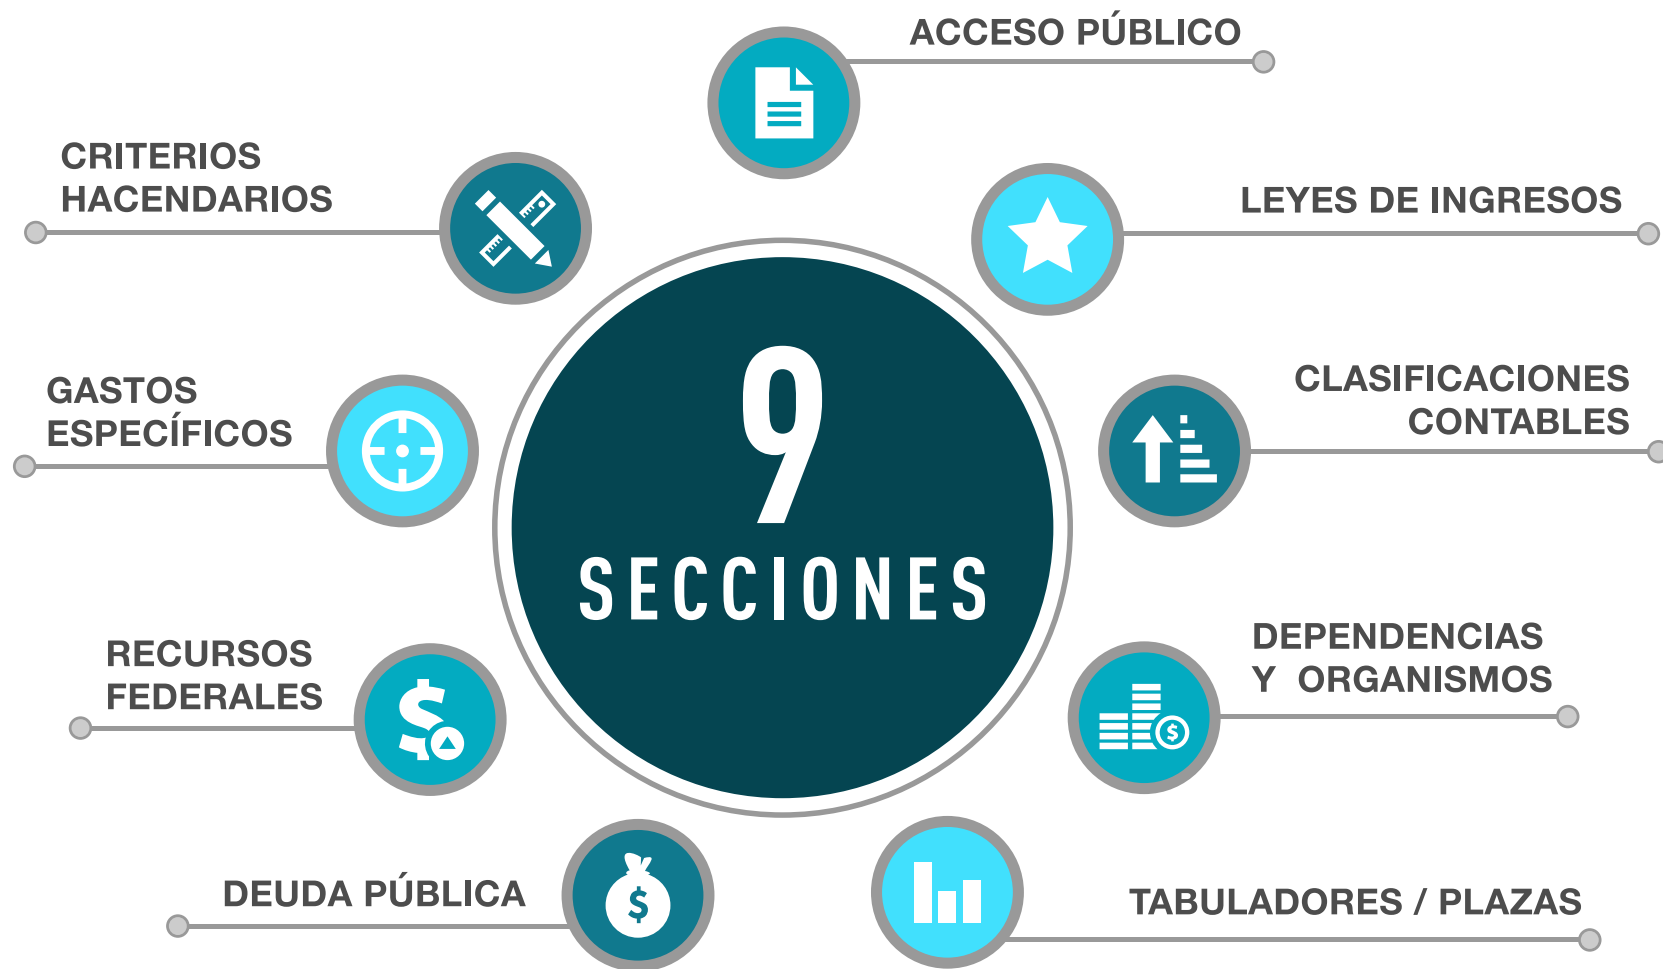 ACCESO PÚBLICO
CRITERIOS
HACENDARIOS
LEYES DE INGRESOS
GASTOS
ESPECÍFICOS
CLASIFICACIONES
CONTABLES
9
SECCIONES
RECURSOS
FEDERALES
DEPENDENCIAS
Y ORGANISMOS
DEUDA PÚBLICA
TABULADORES / PLAZAS